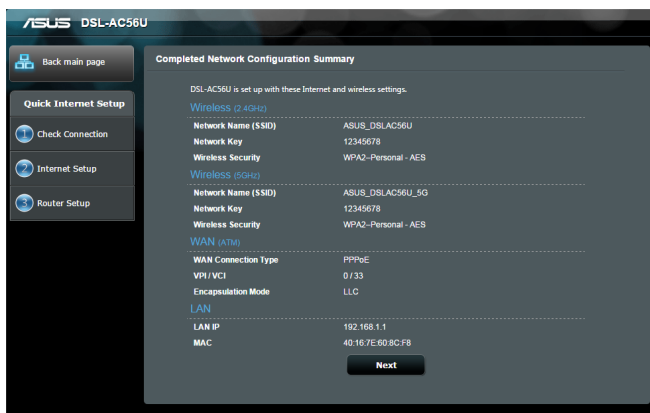 ASUS DSL-AC56U
Back main page
Quick Internet Setup
1 Check Connection
2 Internet Setup
3 Router Setup
Completed Network Configuration Summary
DSL-AC56U is set up with these Internet and wireless settings.
Wireless (2.4GHz)
Network Name (SSID) ASUS_DSLAC56U
Network Key 12345678
Wireless Security WPA2-Personal - AES
Wireless (5GHz)
Network Name (SSID) ASUS_DSLAC56U_5G
Network Key 12345678
Wireless Security WPA2-Personal - AES
WAN (ATM)
WAN Connection Type PPPoE
VPI / VCI 0 / 33
Encapsulation Mode LLC
LAN
LAN IP 192.168.1.1
MAC 40:16:7E:60:8C:F8
Next